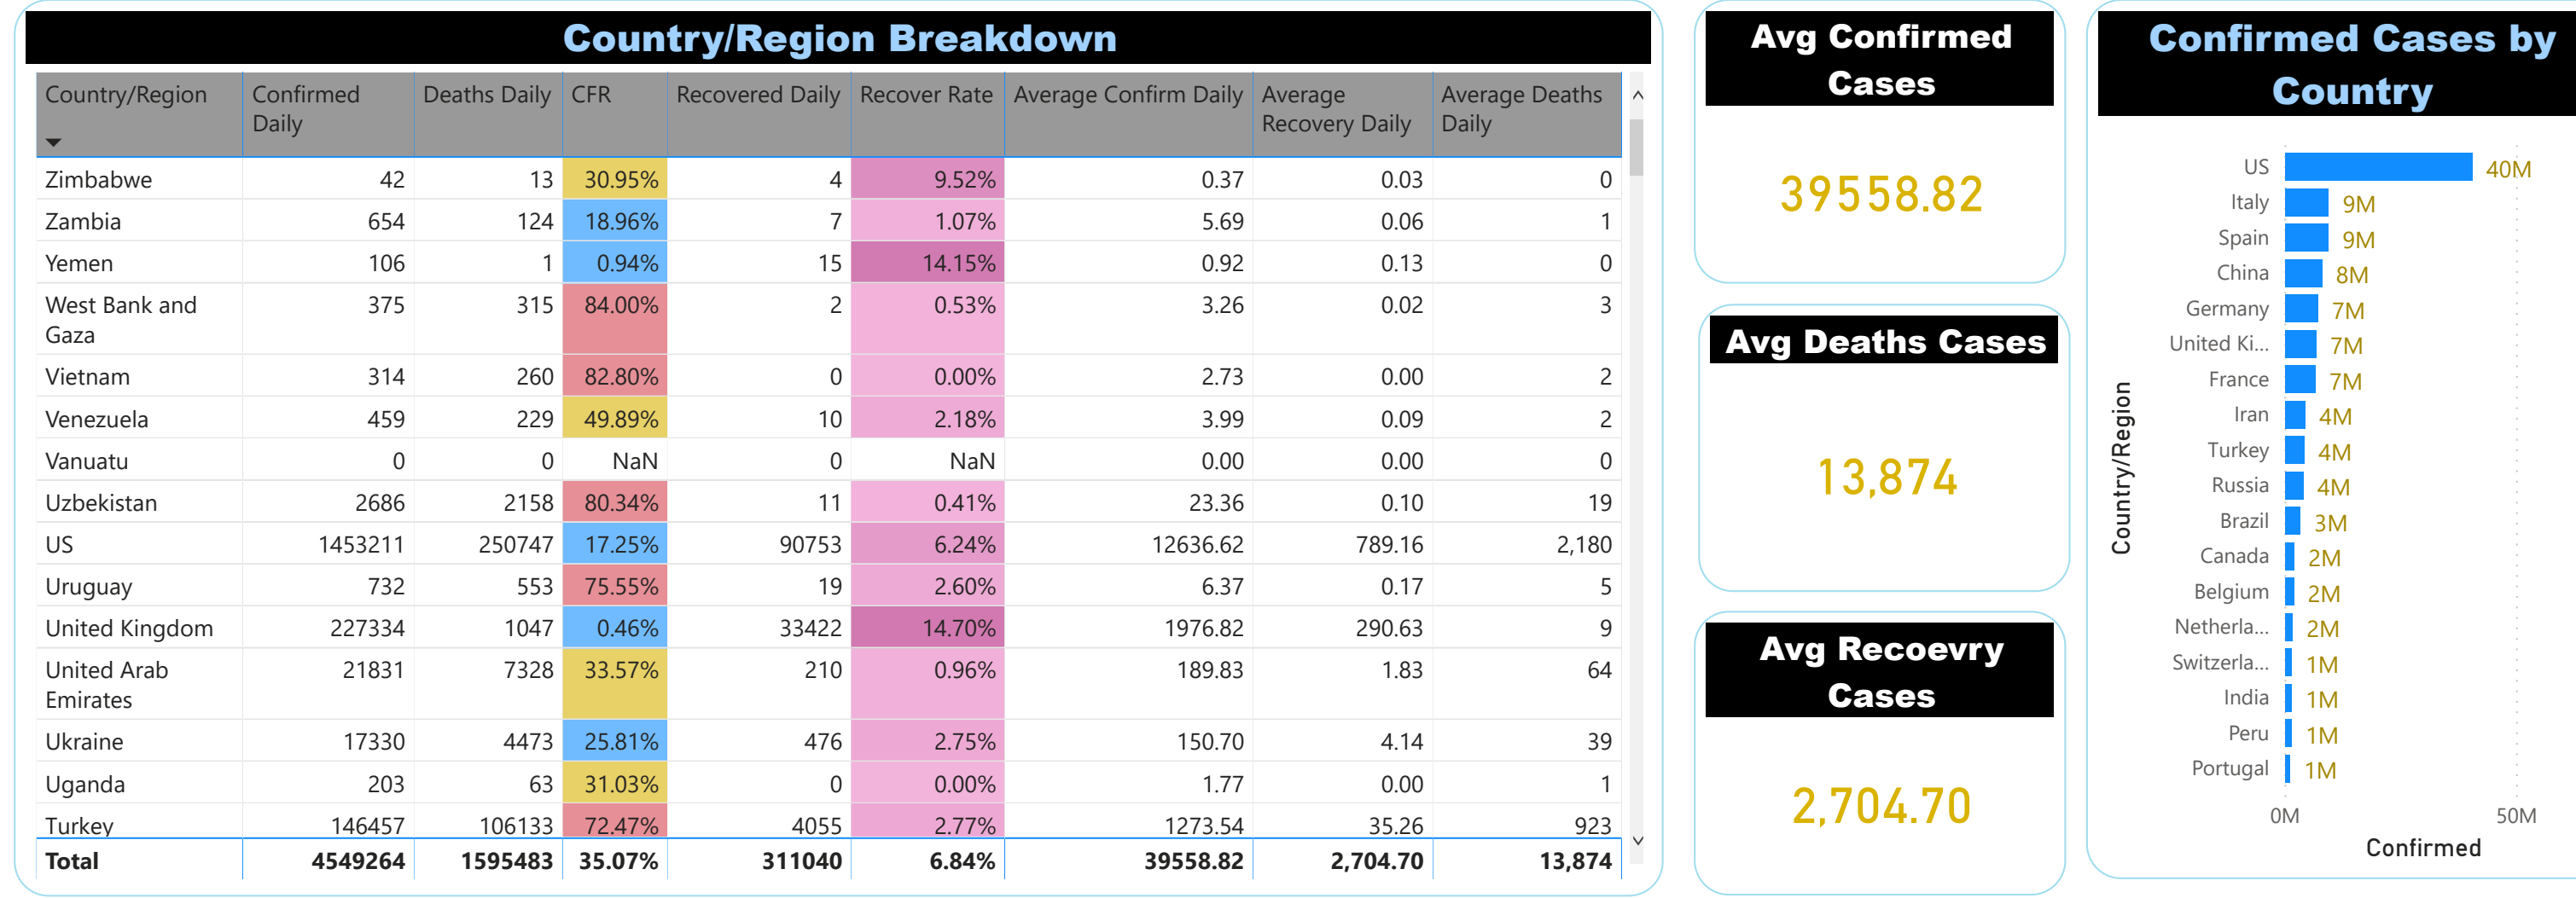 Country/Region Breakdown
Country/Region Confirmed Daily Deaths Daily CFR Recovered Daily Recover Rate Average Confirm Daily Average Recovery Daily Average Deaths Daily
Zimbabwe 42 13 30.95% 4 9.52% 0.37 0.03 0
Zambia 654 124 18.96% 7 1.07% 5.69 0.06 1
Yemen 106 1 0.94% 15 14.15% 0.92 0.13 0
West Bank and Gaza 375 315 84.00% 2 0.53% 3.26 0.02 3
Vietnam 314 260 82.80% 0 0.00% 2.73 0.00 2
Venezuela 459 229 49.89% 10 2.18% 3.99 0.09 2
Vanuatu 0 0 NaN 0 NaN 0.00 0.00 0
Uzbekistan 2686 2158 80.34% 11 0.41% 23.36 0.10 19
US 1453211 250747 17.25% 90753 6.24% 12636.62 789.16 2,180
Uruguay 732 553 75.55% 19 2.60% 6.37 0.17 5
United Kingdom 227334 1047 0.46% 33422 14.70% 1976.82 290.63 9
United Arab Emirates 21831 7328 33.57% 210 0.96% 189.83 1.83 64
Ukraine 17330 4473 25.81% 476 2.75% 150.70 4.14 39
Uganda 203 63 31.03% 0 0.00% 1.77 0.00 1
Turkey 146457 106133 72.47% 4055 2.77% 1273.54 35.26 923
Total 4549264 1595483 35.07% 311040 6.84% 39558.82 2,704.70 13,874
Avg Confirmed
Cases
39558.82
Avg Deaths Cases
13,874
Avg Recoevry
Cases
2,704.70
Confirmed Cases by
Country
Country/Region
US 40M
Italy 9M
Spain 9M
China 8M
Germany 7M
United Ki... 7M
France 7M
Iran 4M
Turkey 4M
Russia 4M
Brazil 3M
Canada 2M
Belgium 2M
Netherla... 2M
Switzerla... 1M
India 1M
Peru 1M
Portugal 1M
0M 50M
Confirmed